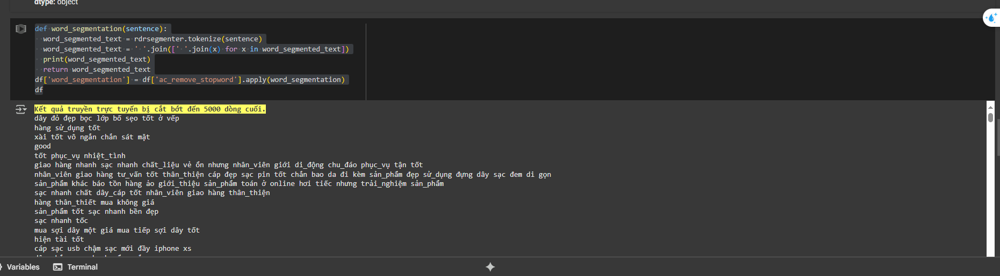 dtype: object
def word_segmentation(sentence):
word_segmented_text = rdrsegmenter.tokenize(sentence)
word_segmented_text = ' '.join([' '.join(x) for x in word_segmented_text])
print(word_segmented_text)
return word_segmented_text
df['word_segmentation'] = df['ac_remove_stopword'].apply(word_segmentation)
df
Kết quả truyền trực tuyến bị cắt bớt đến 5000 dòng cuối.
dây đỏ đẹp bọc lớp bố sẹo tốt ở vếp
hàng sử_dụng tốt
xài tốt vô ngắn chắn sát mặt
good
tốt phục_vụ nhiệt_tình
giao hàng nhanh sạc nhanh chất_liệu vẻ ổn nhưng nhân_viên giới di_động chu_đáo phục_vụ tận tốt
nhân_viên giao hàng tư_vấn tốt thân_thiện cáp đẹp sạc pin tốt chắn bao da đi kèm sản_phẩm đẹp sử_dụng đựng dây sạc đem di gọn
sản_phẩm khác báo tồn hàng ảo giới_thiệu sản_phẩm toán ở online hơi tiếc nhưng trải_nghiệm sản_phẩm
sạc nhanh chất dây_cáp tốt nhân_viên giao hàng thân_thiện
hàng thân_thiết mua không giá
sản_phẩm tốt sạc nhanh bền đẹp
sạc nhanh tốc
mua sợi dây một giá mua tiếp sợi dây tốt
hiện tài tốt
cáp sạc usb chậm sạc mới đầy iphone xs
Variables
Terminal